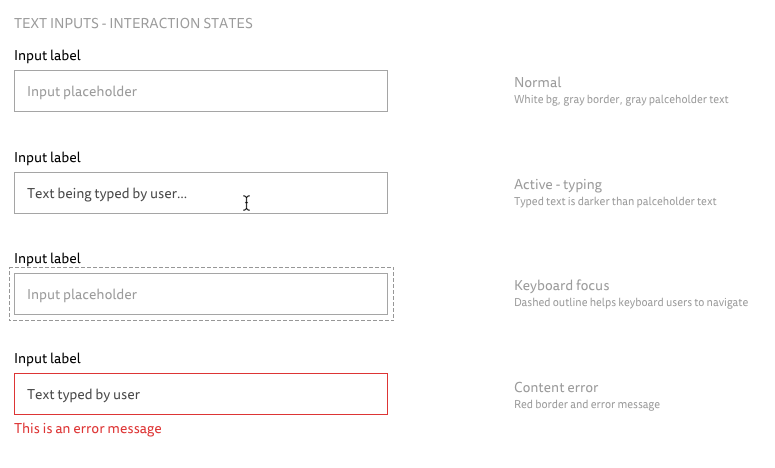 TEXT INPUTS - INTERACTION STATES
Input label
Input placeholder
Normal
White bg, gray border, gray palceholder text
Input label
Text being typed by user...
Active - typing
Typed text is darker than palceholder text
Input label
Input placeholder
Keyboard focus
Dashed outline helps keyboard users to navigate
Input label
Text typed by user
Content error
Red border and error message
This is an error message